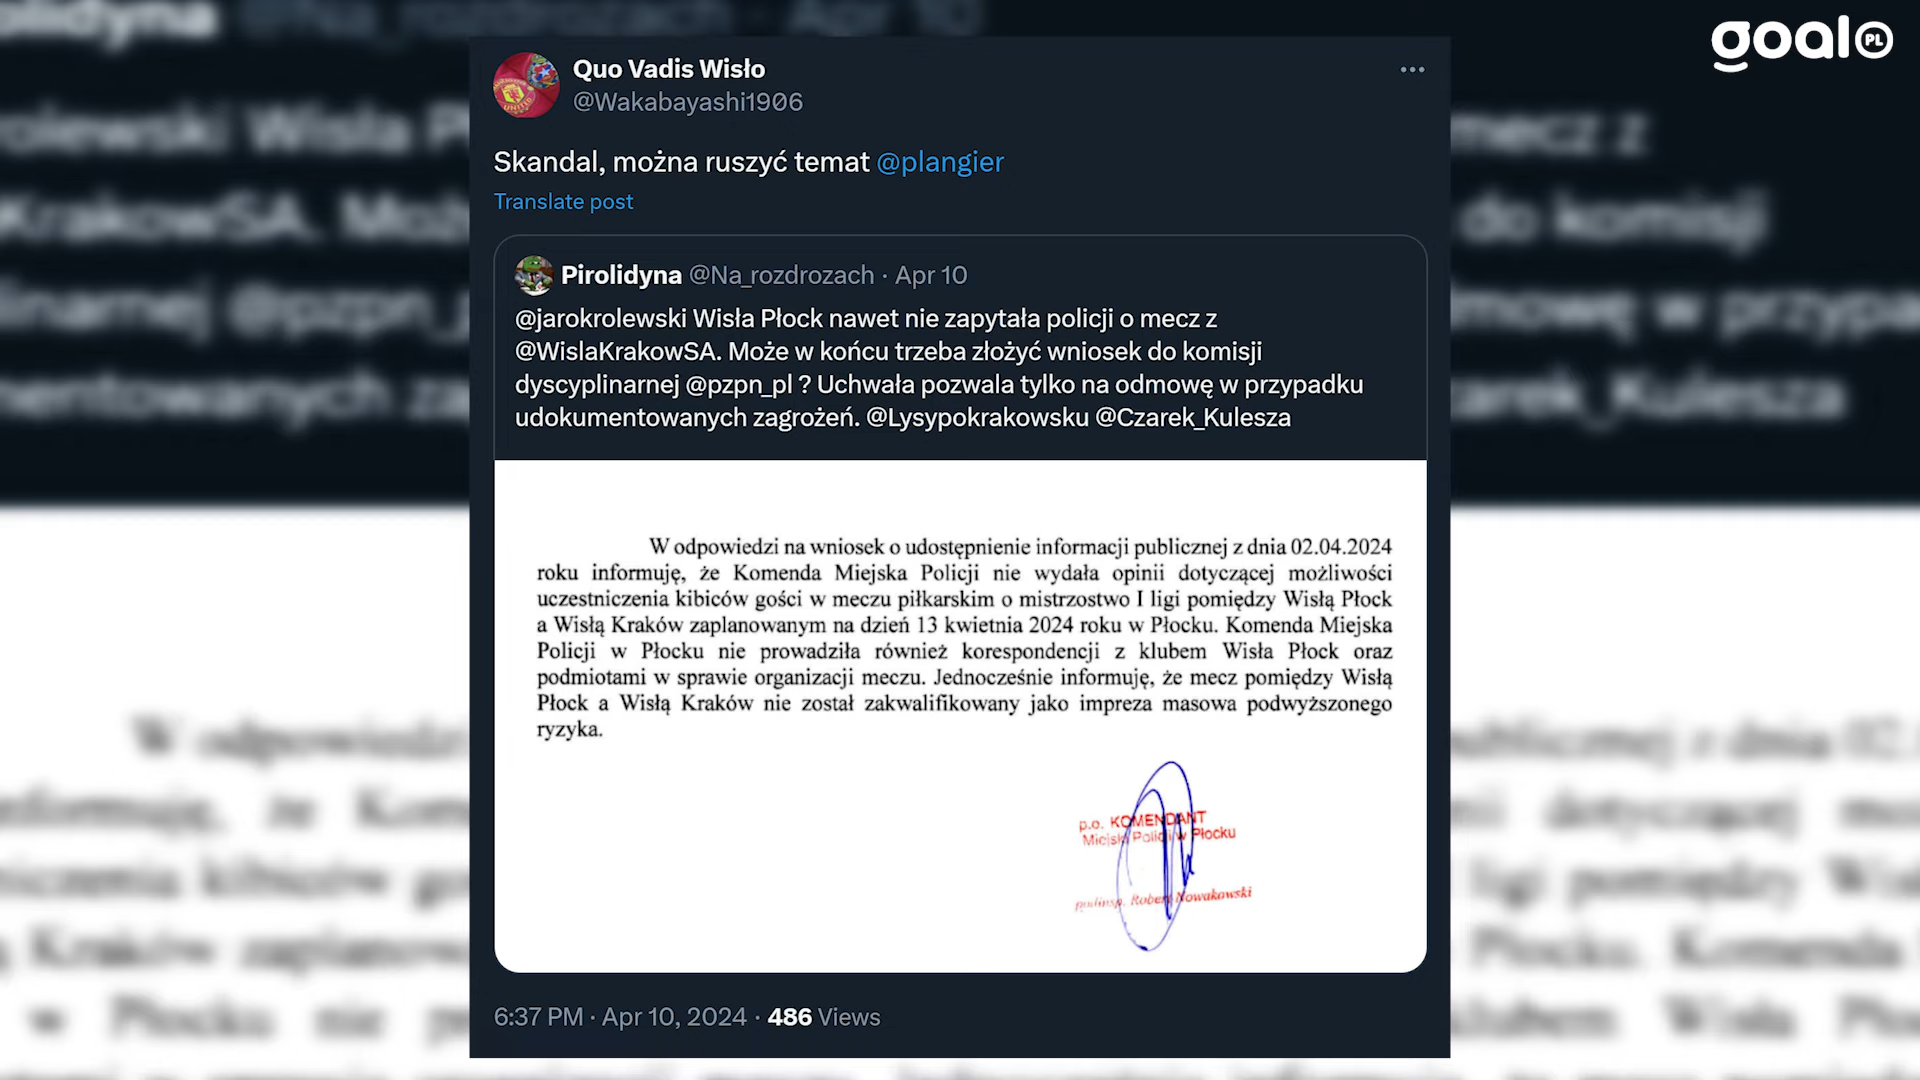 goal PL
Quo Vadis Wisło
@Wakabayashi1906
Skandal, można ruszyć temat @plangier
Translate post
Pirolidyna @Na_rozdrozach · Apr 10
@jarokrolewski Wisła Płock nawet nie zapytała policji o mecz z
@WislaKrakowSA. Może w końcu trzeba złożyć wniosek do komisji
dyscyplinarnej @pzpn_pl ? Uchwała pozwala tylko na odmowę w przypadku
udokumentowanych zagrożeń. @Lysypokrakowsku @Czarek_Kulesza
W odpowiedzi na wniosek o udostępnienie informacji publicznej z dnia 02.04.2024
roku informuję, że Komenda Miejska Policji nie wydała opinii dotyczącej możliwości
uczestniczenia kibiców gości w meczu piłkarskim o mistrzostwo I ligi pomiędzy Wisłą Płock
a Wisłą Kraków zaplanowanym na dzień 13 kwietnia 2024 roku w Płocku. Komenda Miejska
Policji w Płocku nie prowadziła również korespondencji z klubem Wisła Płock oraz
podmiotami w sprawie organizacji meczu. Jednocześnie informuję, że mecz pomiędzy Wisłą
Płock a Wisłą Kraków nie został zakwalifikowany jako impreza masowa podwyższonego
ryzyka.
p.o. KOMENDANT
Miejski Policji w Płocku
podinsp. Robert Nowakowski
6:37 PM · Apr 10, 2024 · 486 Views